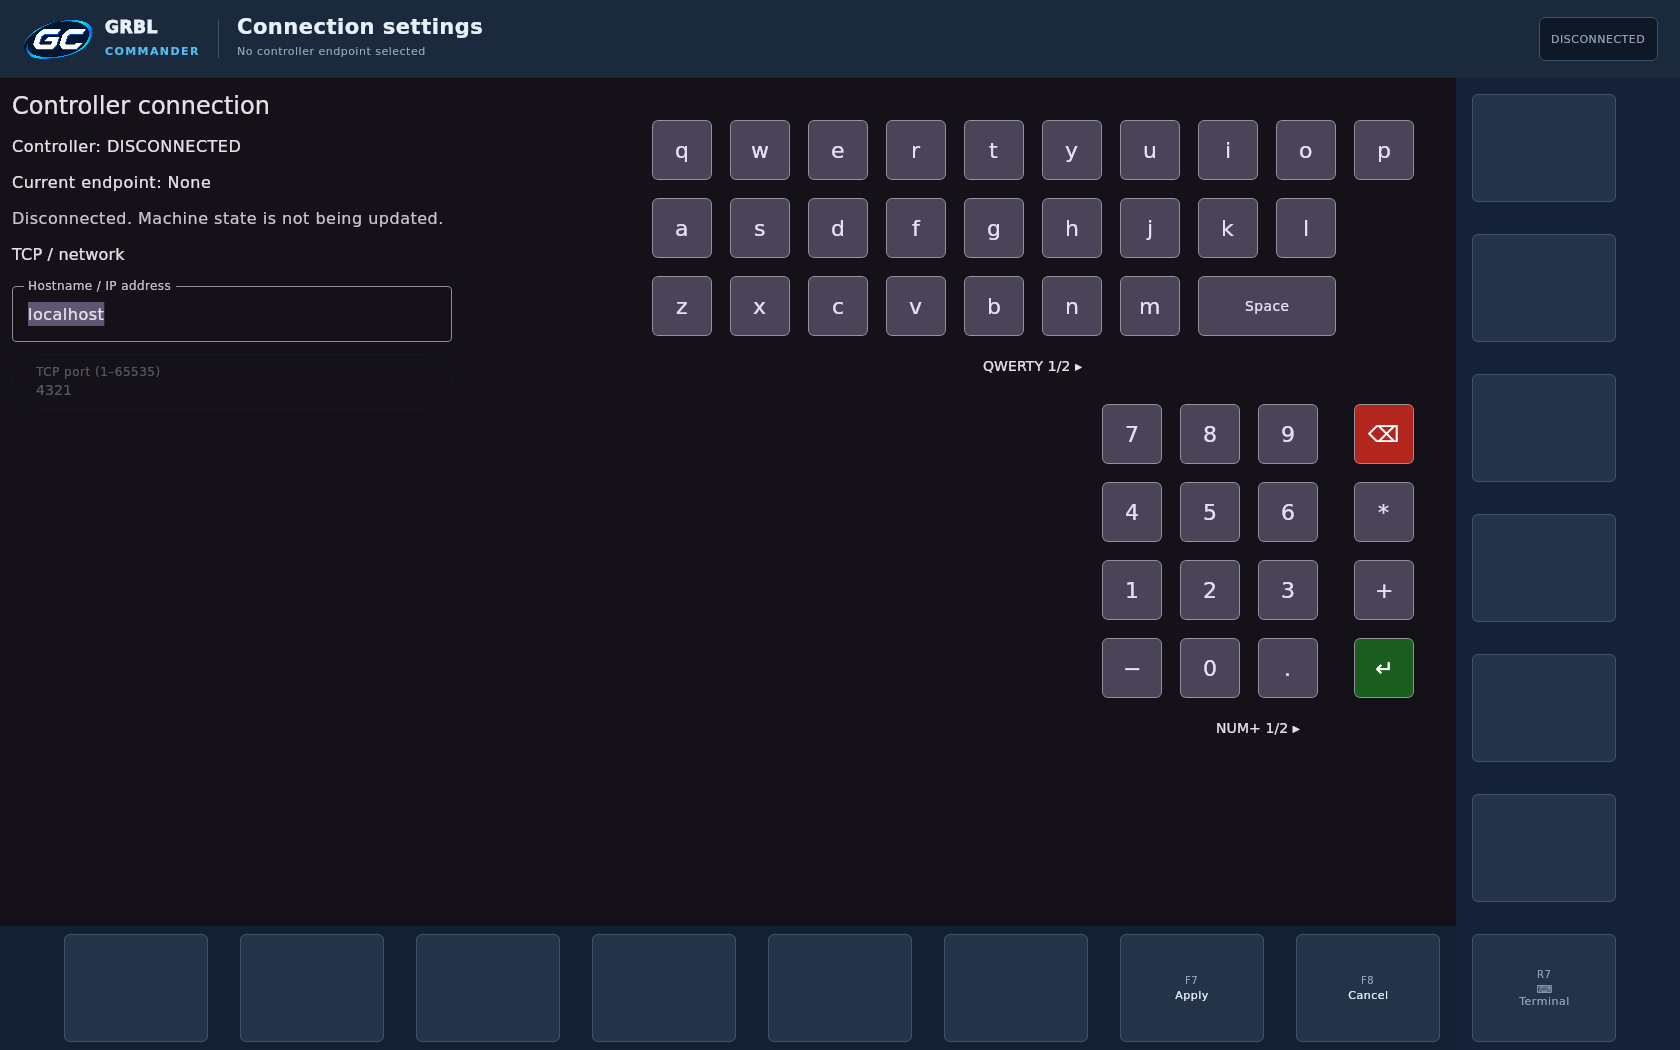 GC
GRBL
COMMANDER
Connection settings
No controller endpoint selected
DISCONNECTED
Controller connection
Controller: DISCONNECTED
Current endpoint: None
Disconnected. Machine state is not being updated.
TCP / network
Hostname / IP address
localhost
TCP port (1–65535)
4321
q w e r t y u i o p
a s d f g h j k l
z x c v b n m Space
QWERTY 1/2 ▸
7 8 9 ⌫
4 5 6 *
1 2 3 +
− 0 . ↵
NUM+ 1/2 ▸
F7
Apply
F8
Cancel
R7
⌨
Terminal